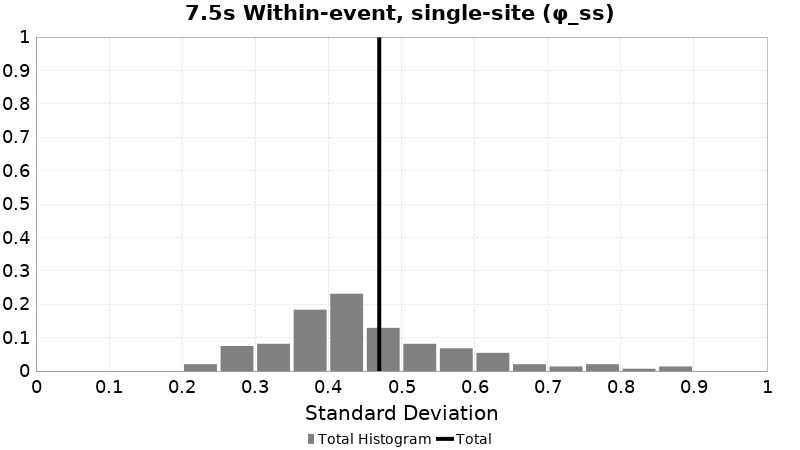 7.5s Within-event, single-site (φ_ss)
1
0.9
0.8
0.7
0.6
0.5
0.4
0.3
0.2
0.1
0
0 0.1 0.2 0.3 0.4 0.5 0.6 0.7 0.8 0.9 1
Standard Deviation
Total Histogram Total